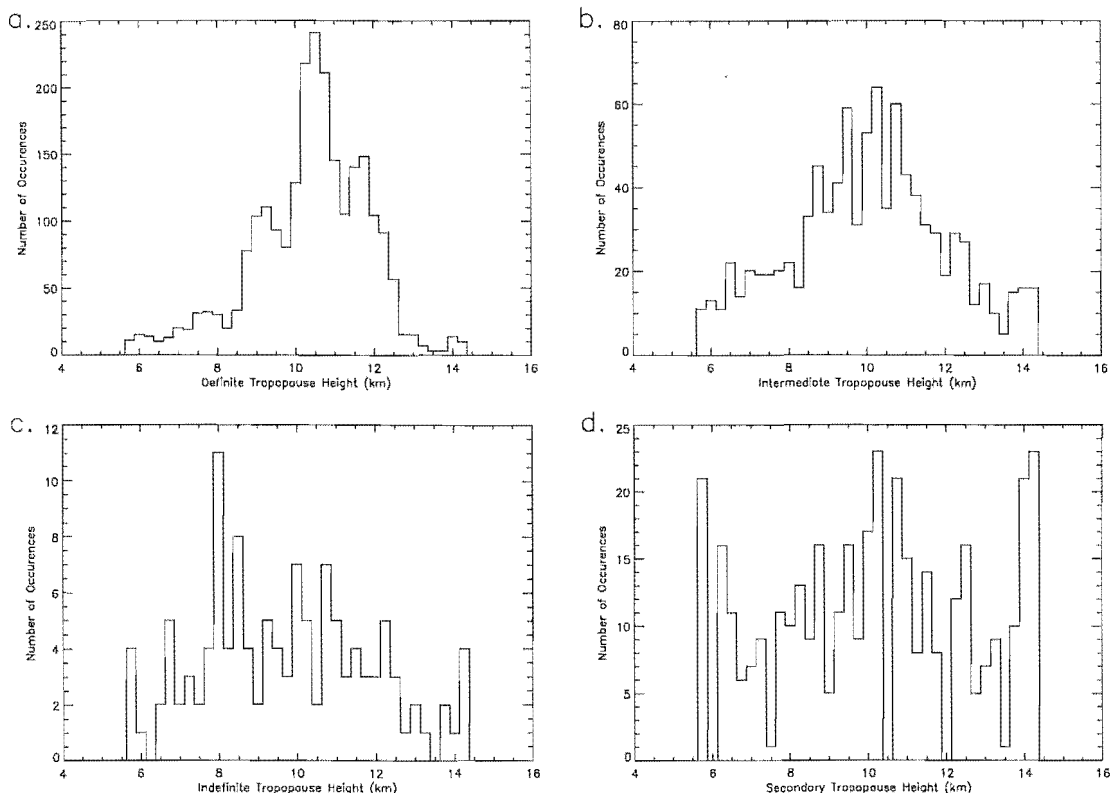 a.
250
200
150
100
50
0
Number of Occurences
4 6 8 10 12 14 16
Definite Tropopause Height (km)
b.
80
60
40
20
0
Number of Occurences
4 6 8 10 12 14 16
Intermediate Tropopause Height (km)
c.
12
10
8
6
4
2
0
Number of Occurences
4 6 8 10 12 14 16
Indefinite Tropopause Height (km)
d.
25
20
15
10
5
0
Number of Occurences
4 6 8 10 12 14 16
Secondary Tropopause Height (km)